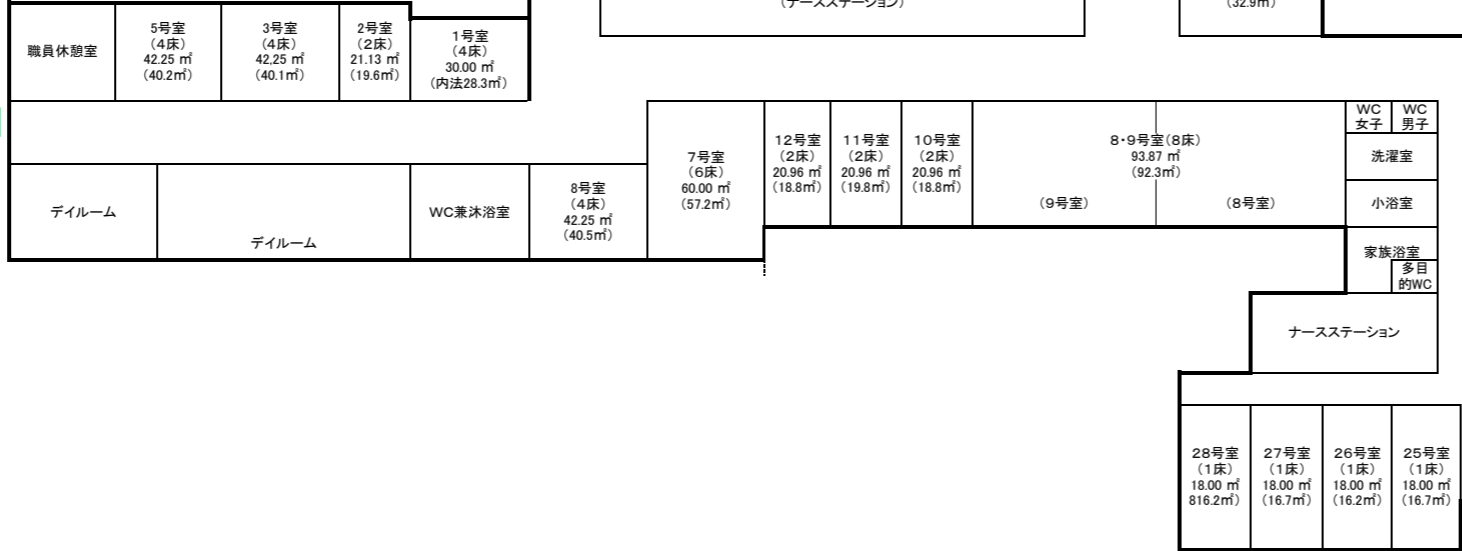 (ナースステーション)
(32.9㎡)
職員休憩室
5号室
(4床)
42.25 ㎡
(40.2㎡)
3号室
(4床)
42,25 ㎡
(40.1㎡)
2号室
(2床)
21.13 ㎡
(19.6㎡)
1号室
(4床)
30.00 ㎡
(内法28.3㎡)
7号室
(6床)
60.00 ㎡
(57.2㎡)
12号室
(2床)
20.96 ㎡
(18.8㎡)
11号室
(2床)
20.96 ㎡
(19.8㎡)
10号室
(2床)
20.96 ㎡
(18.8㎡)
8・9号室(8床)
93.87 ㎡
(92.3㎡)
(9号室)
(8号室)
WC
女子
WC
男子
洗濯室
小浴室
家族浴室
多目
的WC
デイルーム
デイルーム
WC兼沐浴室
8号室
(4床)
42.25 ㎡
(40.5㎡)
ナースステーション
28号室
(1床)
18.00 ㎡
816.2㎡)
27号室
(1床)
18.00 ㎡
(16.7㎡)
26号室
(1床)
18.00 ㎡
(16.2㎡)
25号室
(1床)
18.00 ㎡
(16.7㎡)